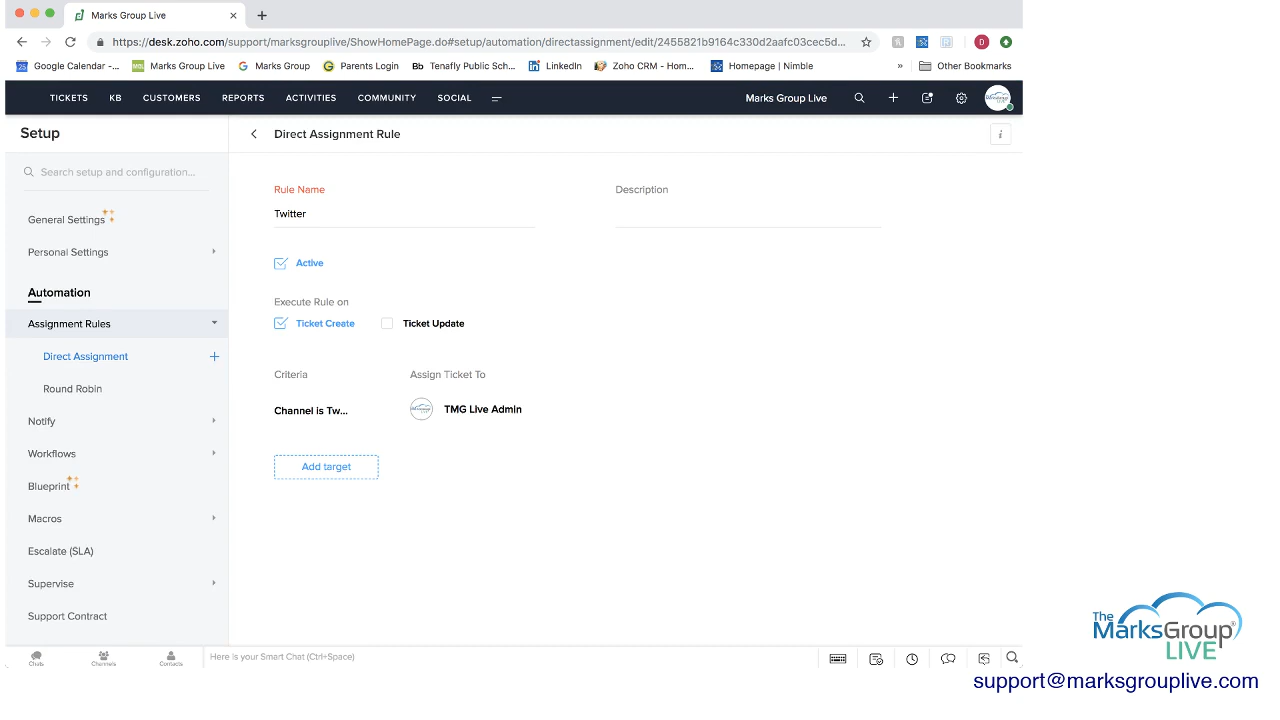 Marks Group Live
https://desk.zoho.com/support/marksgrouplive/ShowHomePage.do#setup/automation/directassignment/edit/2455821b9164c330d2aafc03cec5d...
Google Calendar -... Marks Group Live Marks Group Parents Login Bb Tenafly Public Sch... LinkedIn Zoho CRM - Hom... Homepage | Nimble » Other Bookmarks
TICKETS KB CUSTOMERS REPORTS ACTIVITIES COMMUNITY SOCIAL Marks Group Live
Setup
Direct Assignment Rule
Search setup and configuration...
General Settings
Personal Settings
Automation
Assignment Rules
Direct Assignment
Round Robin
Notify
Workflows
Blueprint
Macros
Escalate (SLA)
Supervise
Support Contract
Rule Name
Description
Twitter
Active
Execute Rule on
Ticket Create
Ticket Update
Criteria
Assign Ticket To
Channel is Tw...
TMG Live Admin
Add target
Chats
Channels
Contacts
Here is your Smart Chat (Ctrl+Space)
The
MarksGroup®
LIVE
support@marksgrouplive.com